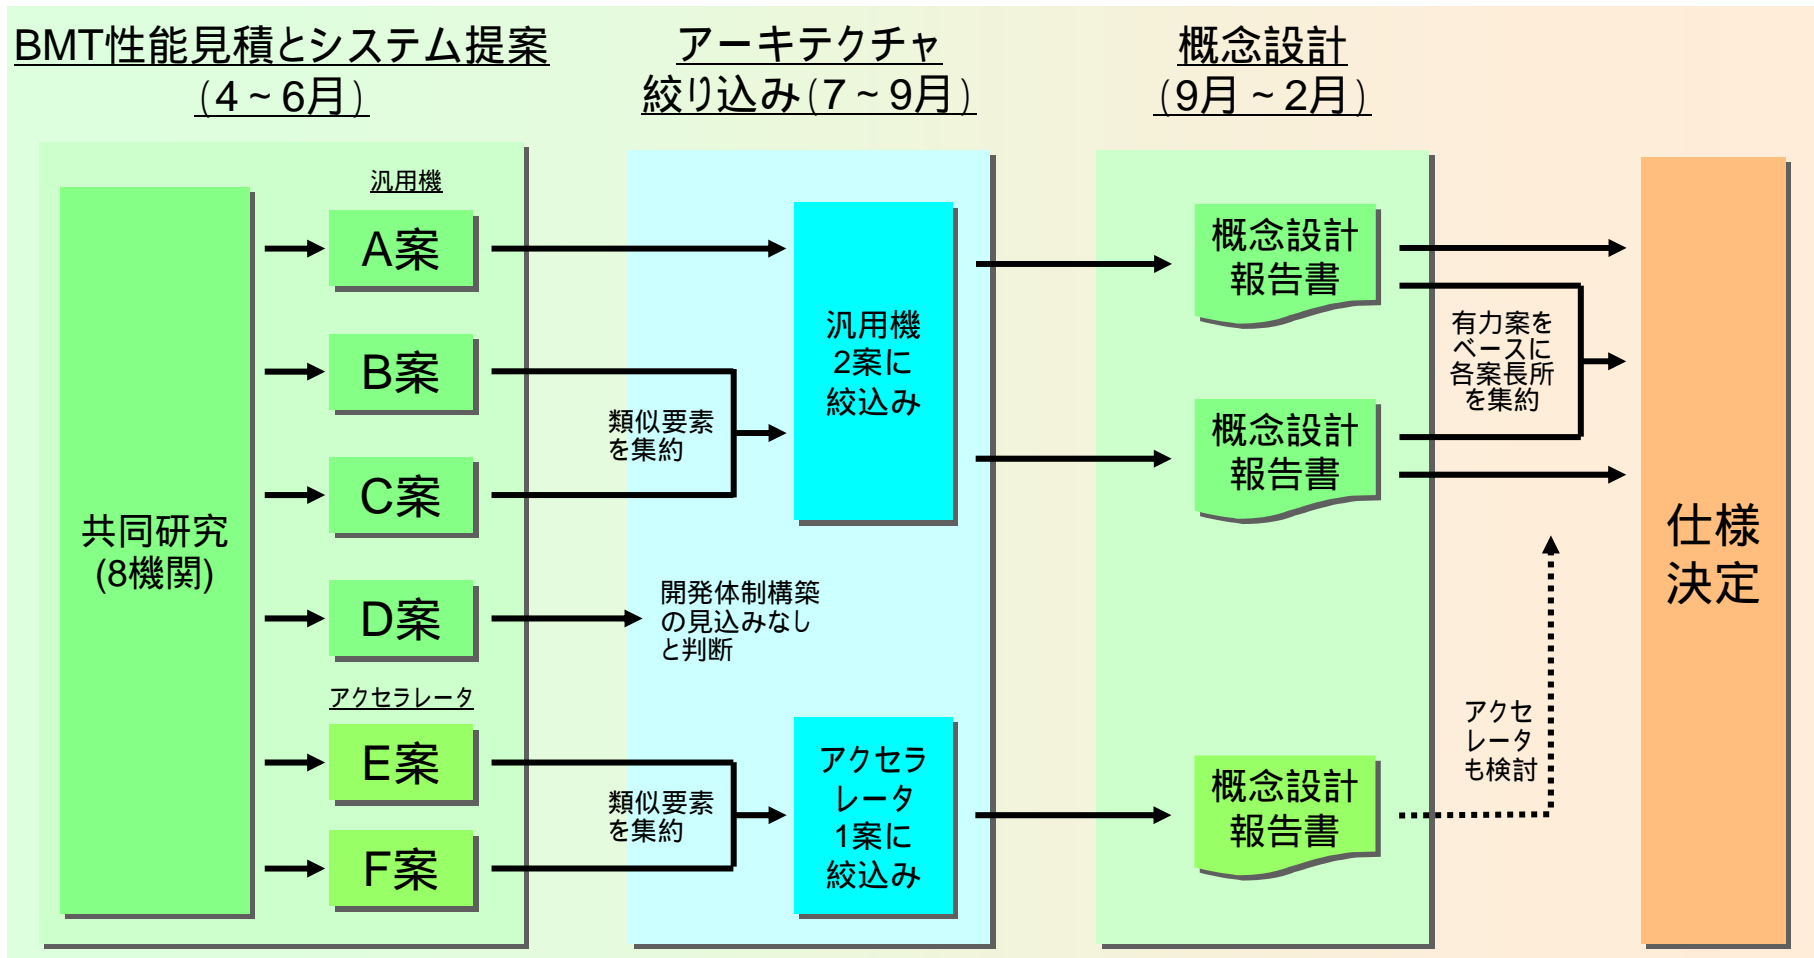 BMT性能見積とシステム提案
(4~6月)
アーキテクチャ
絞り込み(7~9月)
概念設計
(9月~2月)
共同研究
(8機関)
汎用機
A案
B案
C案
D案
アクセラレータ
E案
F案
類似要素
を集約
開発体制構築
の見込みなし
と判断
類似要素
を集約
汎用機
2案に
絞込み
アクセラ
レータ
1案に
絞込み
概念設計
報告書
概念設計
報告書
概念設計
報告書
有力案を
ベースに
各案長所
を集約
アクセ
レータ
も検討
仕様
決定